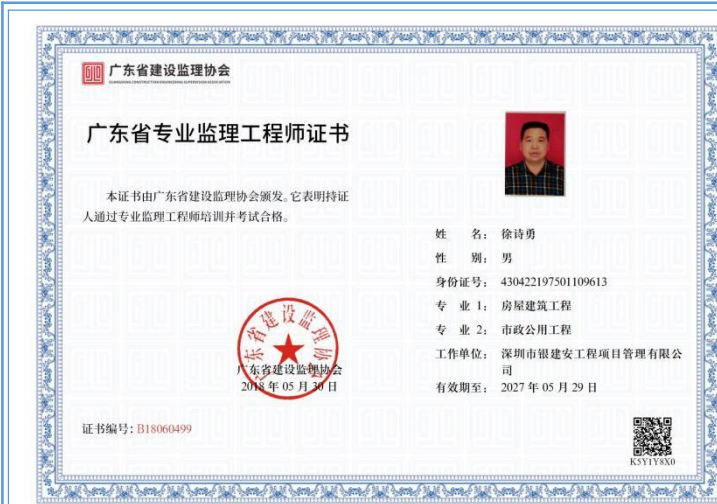 广东省建设监理协会
GUANGDONG CONSTRUCTION ENGINEERING SUPERVISION ASSOCIATION
广东省专业监理工程师证书
本证书由广东省建设监理协会颁发。它表明持证
人通过专业监理工程师培训并考试合格。
姓 名: 徐诗勇
性 别: 男
身份证号: 430422197501109613
专 业 1: 房屋建筑工程
专 业 2: 市政公用工程
工作单位: 深圳市银建安工程项目管理有限公
司
有效期至: 2027 年 05 月 29 日
广东省建设监理协会
广东省建设监理协会
2018 年 05 月 30 日
证书编号: B18060499
K5Y1Y8X0